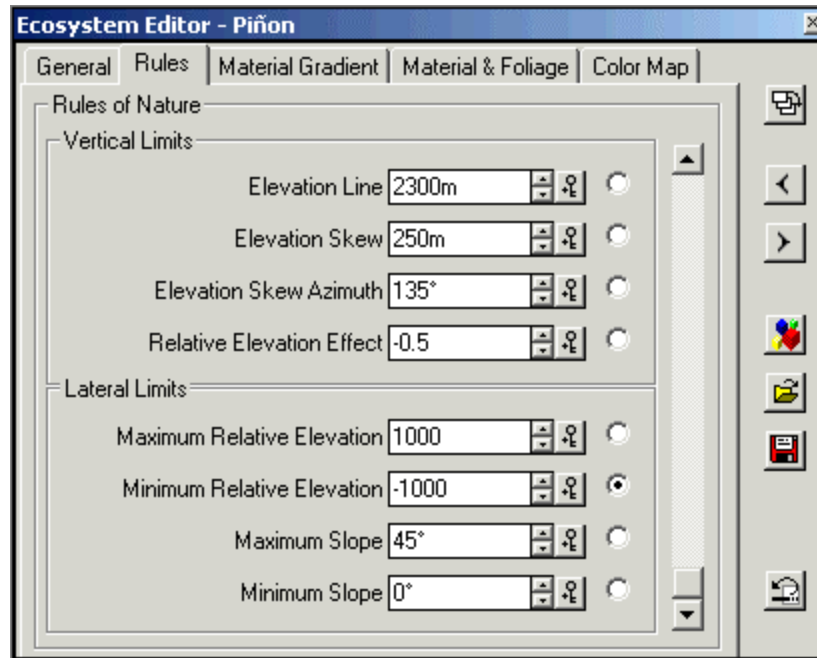 Ecosystem Editor - Piñon
General Rules Material Gradient Material & Foliage Color Map
Rules of Nature
Vertical Limits
Elevation Line 2300m
Elevation Skew 250m
Elevation Skew Azimuth 135°
Relative Elevation Effect -0.5
Lateral Limits
Maximum Relative Elevation 1000
Minimum Relative Elevation -1000
Maximum Slope 45°
Minimum Slope 0°